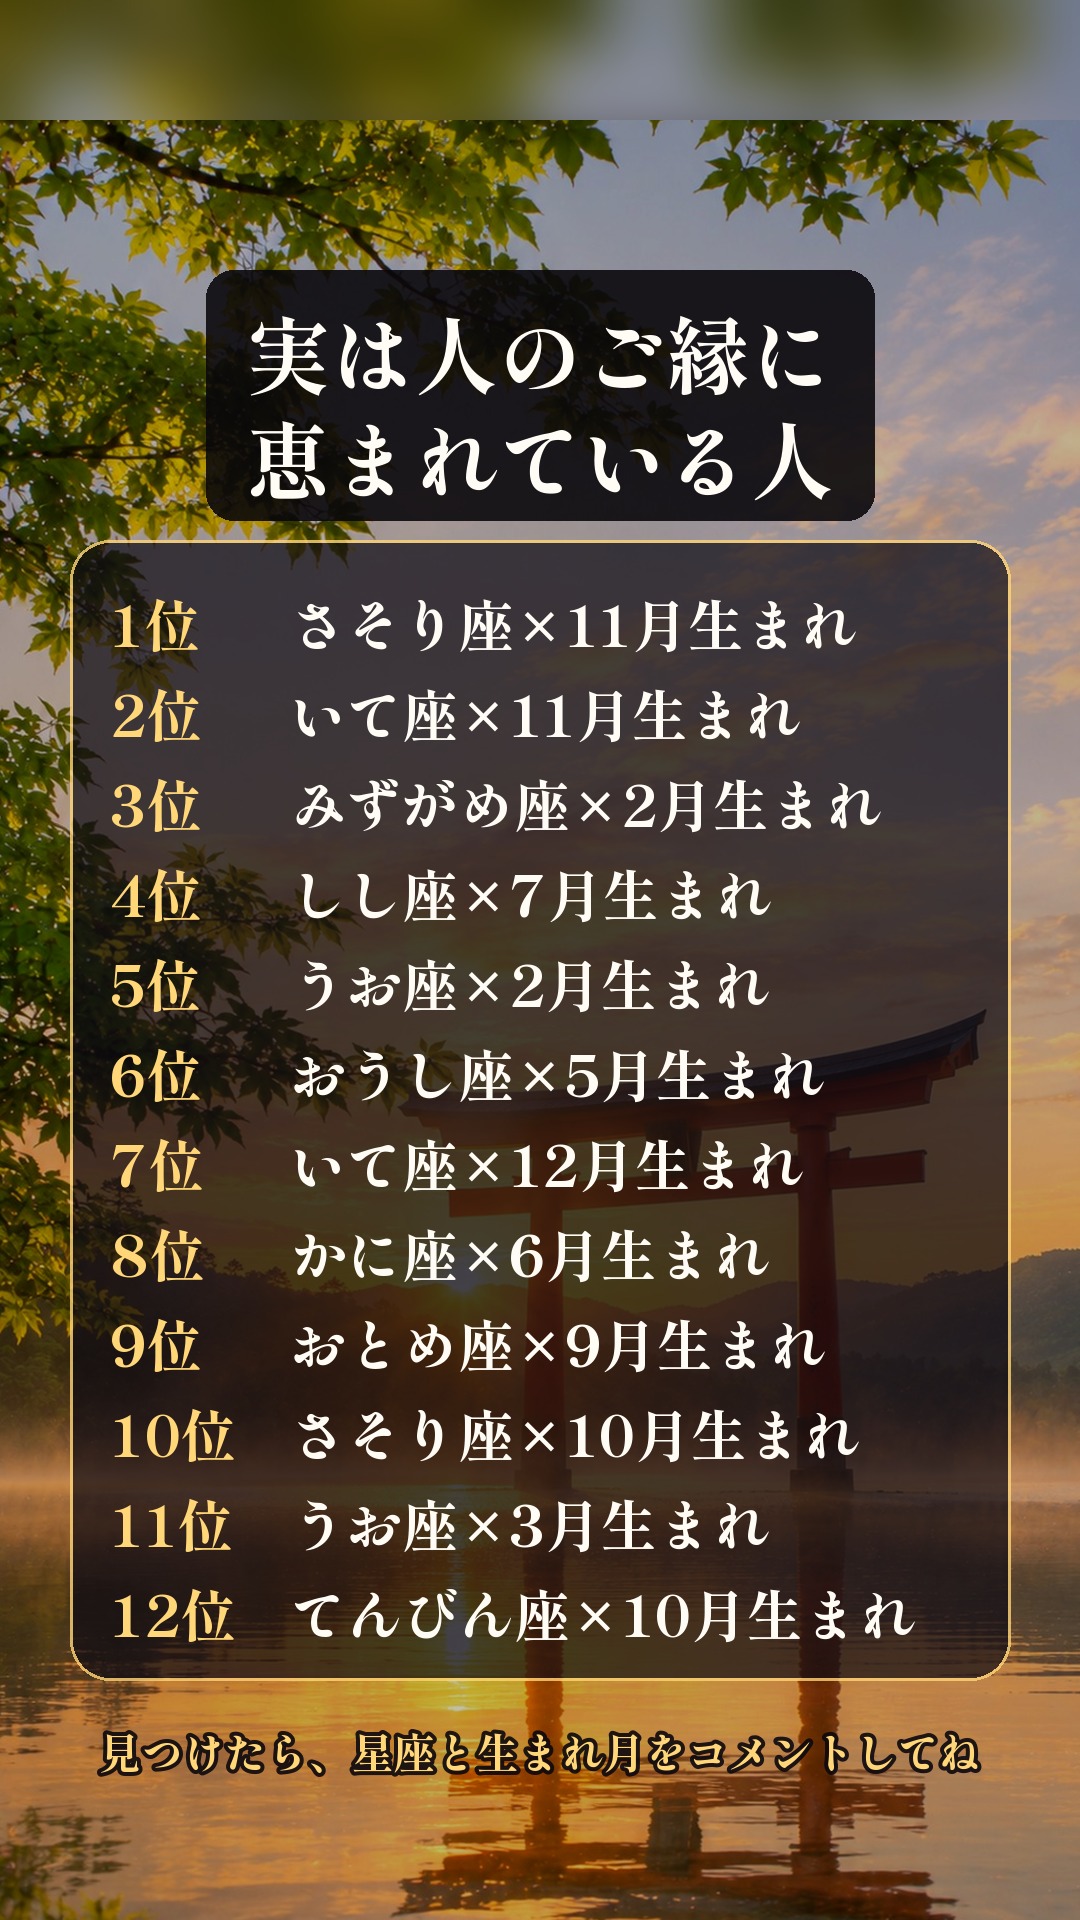 実は人のご縁に
恵まれている人
1位 さそり座×11月生まれ
2位 いて座×11月生まれ
3位 みずがめ座×2月生まれ
4位 しし座×7月生まれ
5位 うお座×2月生まれ
6位 おうし座×5月生まれ
7位 いて座×12月生まれ
8位 かに座×6月生まれ
9位 おとめ座×9月生まれ
10位 さそり座×10月生まれ
11位 うお座×3月生まれ
12位 てんびん座×10月生まれ
見つけたら、星座と生まれ月をコメントしてね